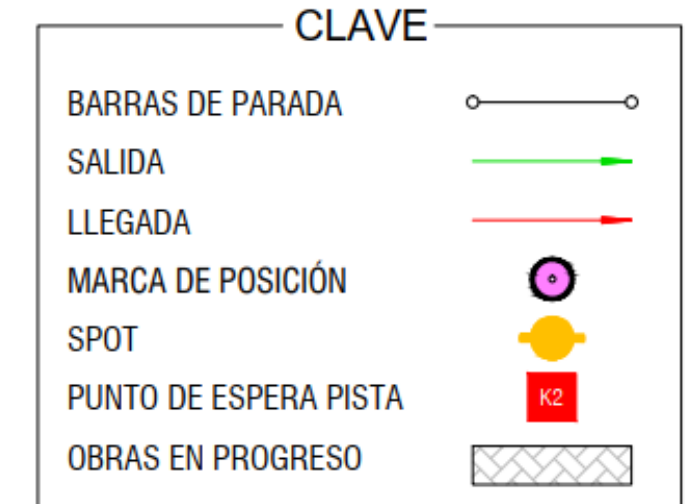 CLAVE
BARRAS DE PARADA
SALIDA
LLEGADA
MARCA DE POSICIÓN
SPOT
PUNTO DE ESPERA PISTA K2
OBRAS EN PROGRESO